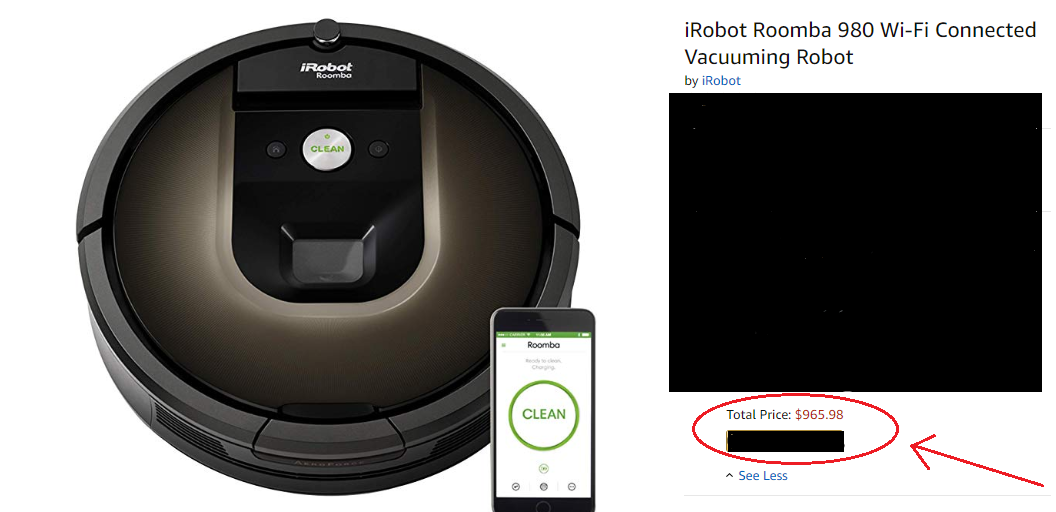 iRobot
Roomba
CLEAN
Roomba
Ready to clean.
Charging.
CLEAN
iRobot Roomba 980 Wi-Fi Connected
Vacuuming Robot
by iRobot
Total Price: $965.98
See Less